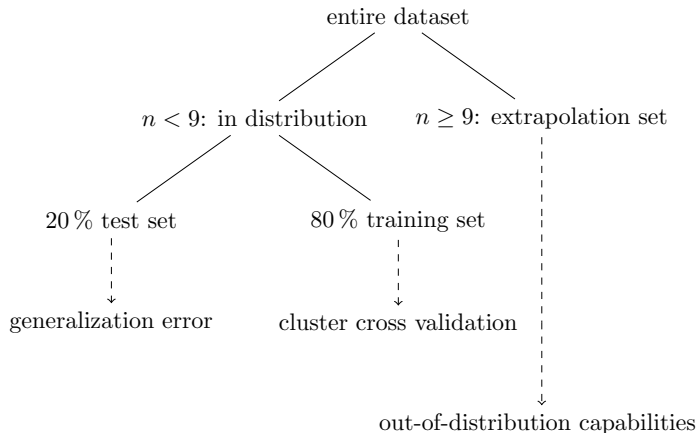 entire dataset
n < 9: in distribution
n ≥ 9: extrapolation set
20 % test set
80 % training set
generalization error
cluster cross validation
out-of-distribution capabilities